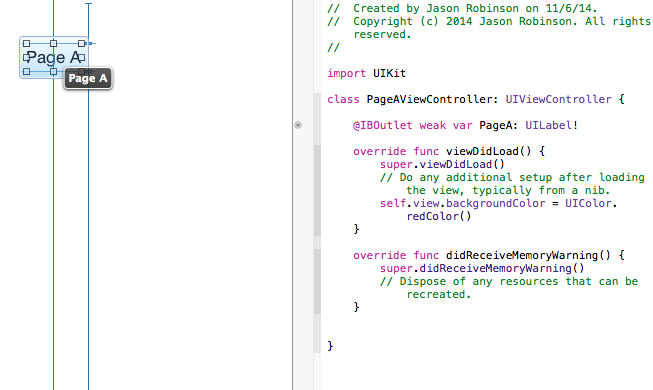 Page A
Page A
//  Created by Jason Robinson on 11/6/14.
//  Copyright (c) 2014 Jason Robinson. All rights
reserved.
//
import UIKit
class PageAViewController: UIViewController {
@IBOutlet weak var PageA: UILabel!
override func viewDidLoad() {
super.viewDidLoad()
// Do any additional setup after loading
the view, typically from a nib.
self.view.backgroundColor = UIColor.
redColor()
}
override func didReceiveMemoryWarning() {
super.didReceiveMemoryWarning()
// Dispose of any resources that can be
recreated.
}
}